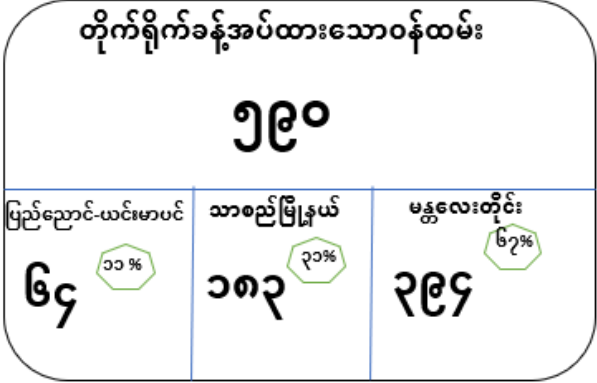 တိုက်ရိုက်ခန့်အပ်ထားသောဝန်ထမ်း
၅၉၀
ပြည်ညောင်-ယင်းမာပင်
၆၄
၁၁ %
သာစည်မြို့နယ်
၁၈၃
၃၁%
မန္တလေးတိုင်း
၃၉၄
၆၇%